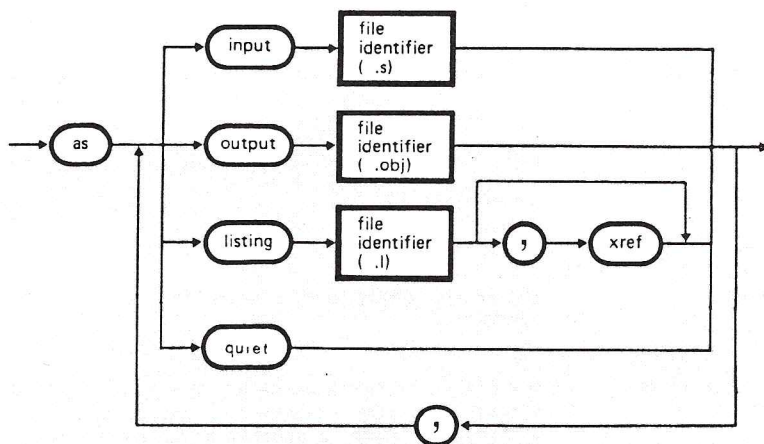 input
file
identifier
( .s)
as
output
file
identifier
( .obj)
listing
file
identifier
( .l)
,
xref
quiet
,